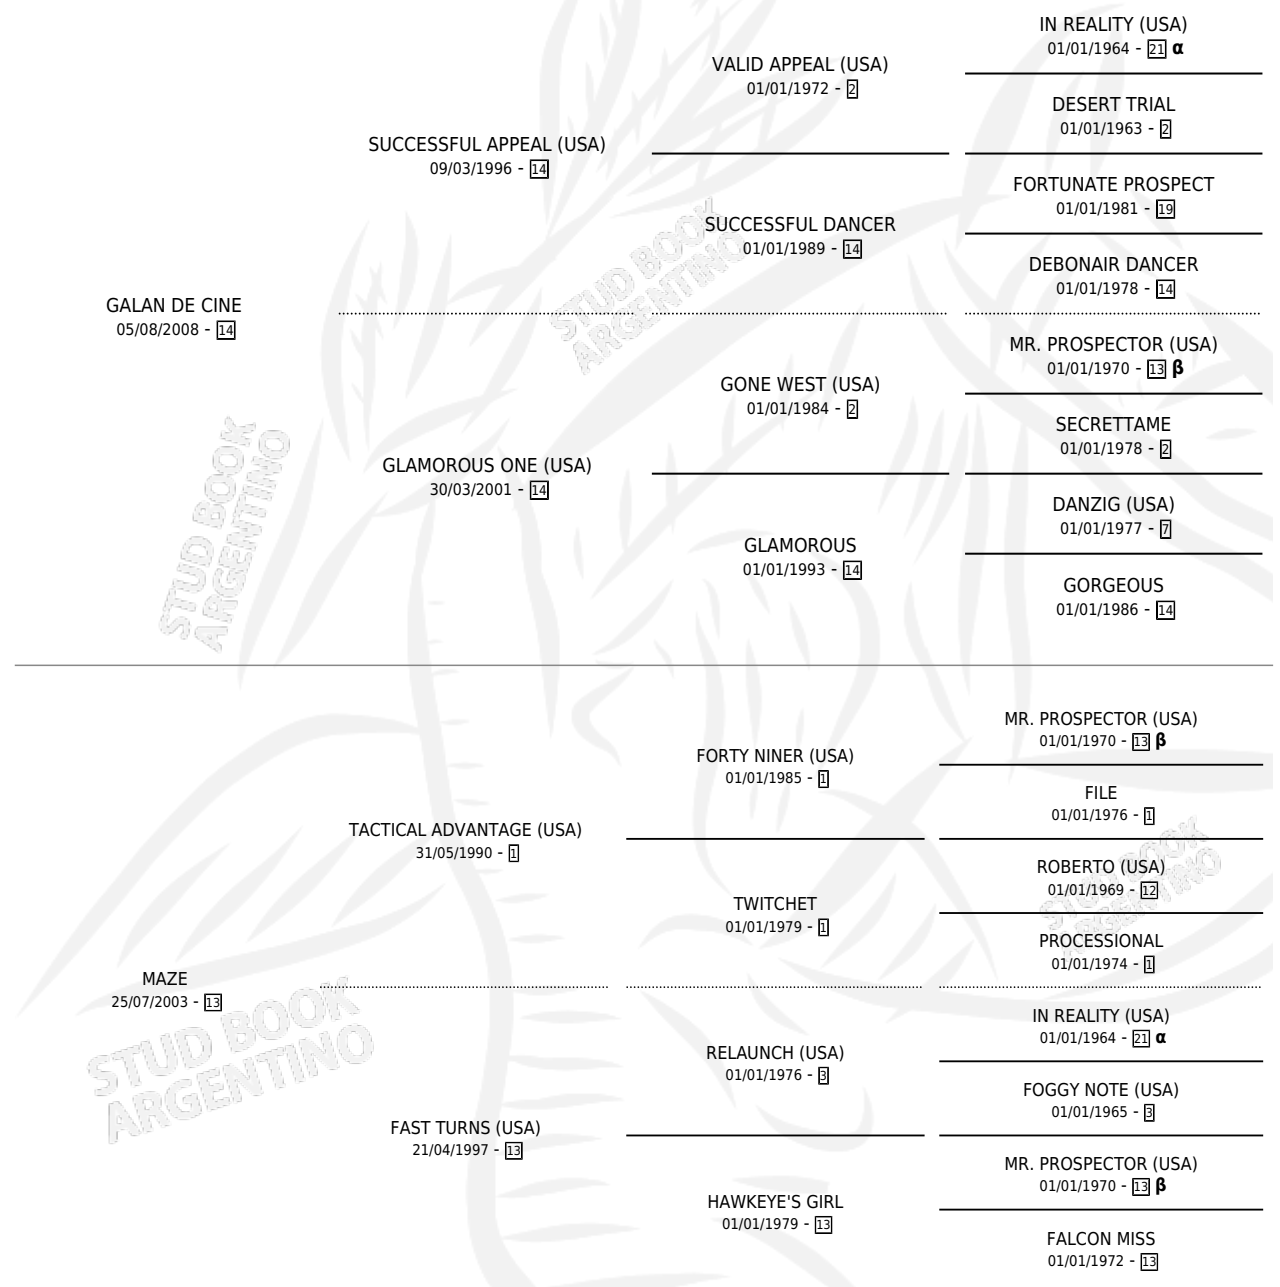 IN REALITY (USA)
01/01/1964 - 21 α
VALID APPEAL (USA)
01/01/1972 - 2
DESERT TRIAL
01/01/1963 - 2
SUCCESSFUL APPEAL (USA)
09/03/1996 - 14
FORTUNATE PROSPECT
01/01/1981 - 19
SUCCESSFUL DANCER
01/01/1989 - 14
DEBONAIR DANCER
01/01/1978 - 14
STUD BOOK
ARGENTINO
GALAN DE CINE
05/08/2008 - 14
MR. PROSPECTOR (USA)
01/01/1970 - 13 β
GONE WEST (USA)
01/01/1984 - 2
SECRETTAME
01/01/1978 - 2
GLAMOROUS ONE (USA)
30/03/2001 - 14
DANZIG (USA)
01/01/1977 - 7
GLAMOROUS
01/01/1993 - 14
GORGEOUS
01/01/1986 - 14
STUD BOOK
ARGENTINO
MR. PROSPECTOR (USA)
01/01/1970 - 13 β
FORTY NINER (USA)
01/01/1985 - 1
FILE
01/01/1976 - 1
TACTICAL ADVANTAGE (USA)
31/05/1990 - 1
ROBERTO (USA)
01/01/1969 - 12
TWITCHET
01/01/1979 - 1
PROCESSIONAL
01/01/1974 - 1
STUD BOOK
ARGENTINO
MAZE
25/07/2003 - 13
IN REALITY (USA)
01/01/1964 - 21 α
RELAUNCH (USA)
01/01/1976 - 3
FOGGY NOTE (USA)
01/01/1965 - 3
STUD BOOK
ARGENTINO
FAST TURNS (USA)
21/04/1997 - 13
MR. PROSPECTOR (USA)
01/01/1970 - 13 β
HAWKEYE'S GIRL
01/01/1979 - 13
FALCON MISS
01/01/1972 - 13